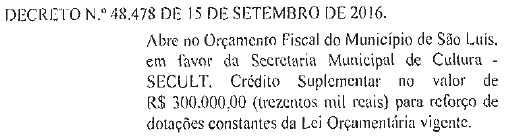 DECRETO N.º 48.478 DE 15 DE SETEMBRO DE 2016.
Abre no Orçamento Fiscal do Município de São Luís,
em favor da Secretaria Municipal de Cultura -
SECULT, Crédito Suplementar no valor de
R$ 300.000,00 (trezentos mil reais) para reforço de
dotações constantes da Lei Orçamentária vigente.